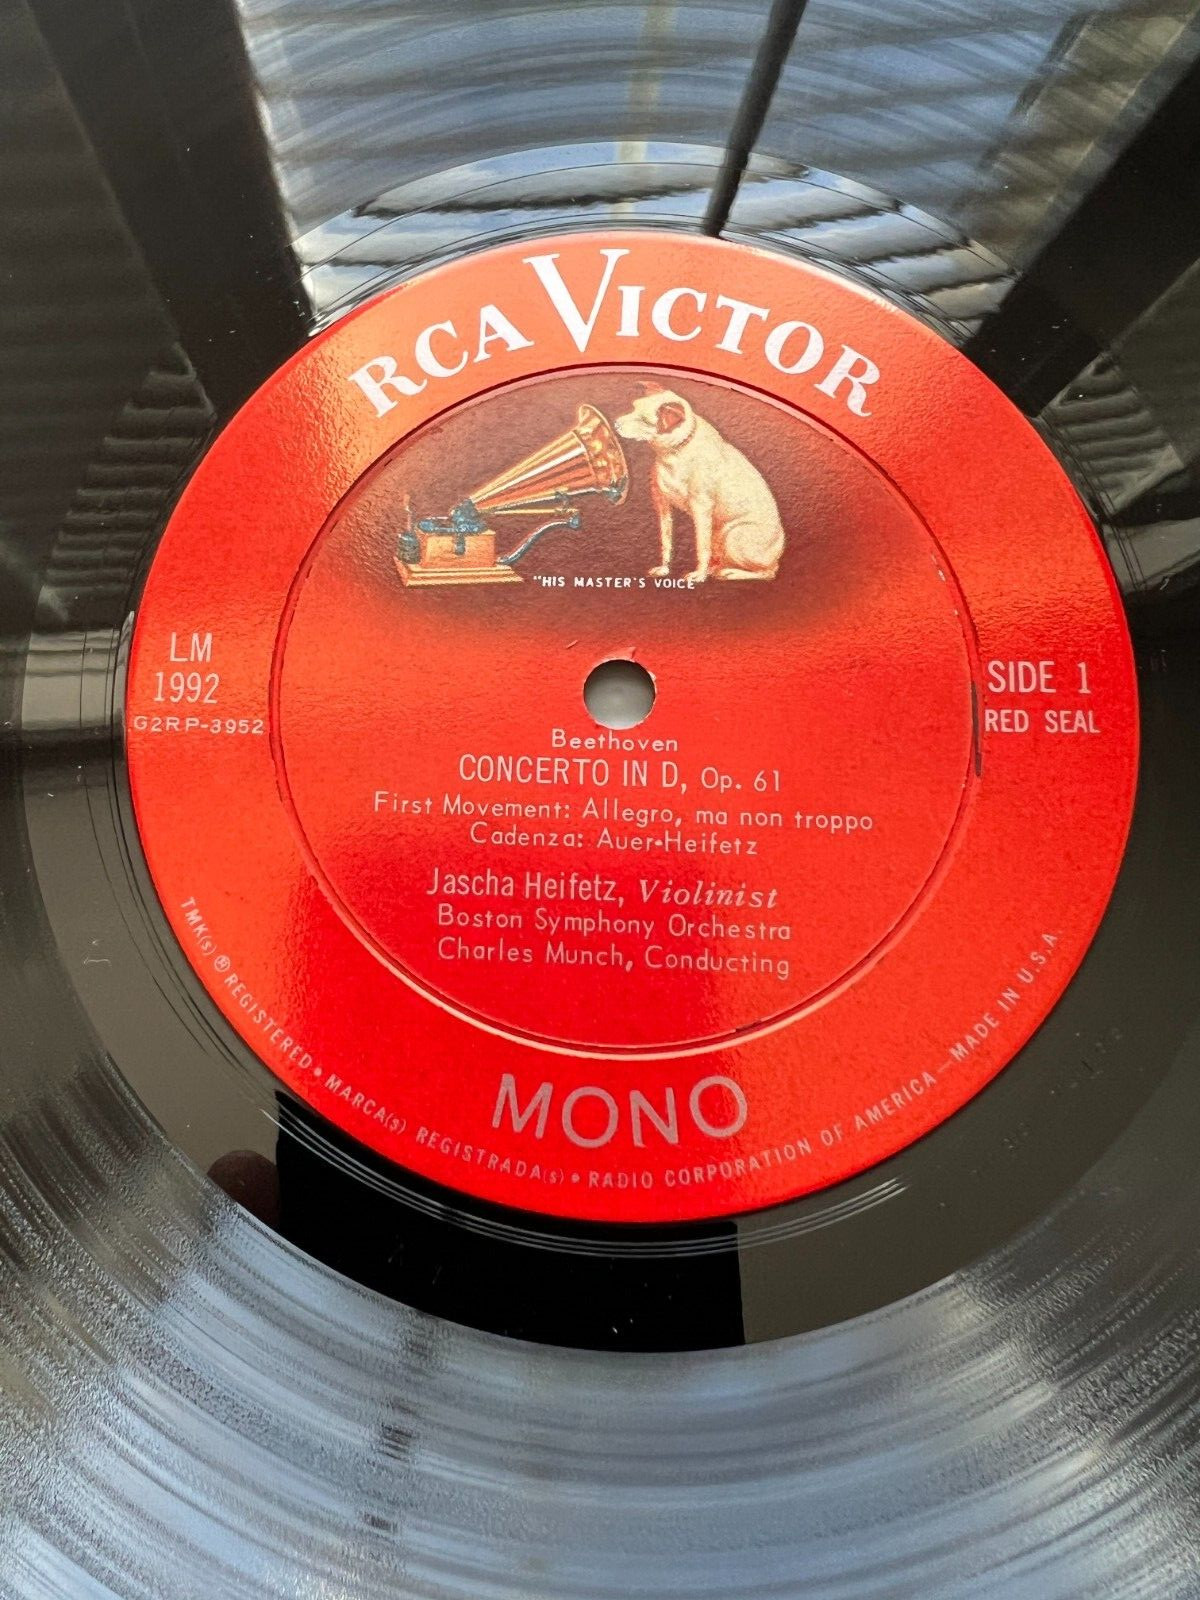 RCA VICTOR
"HIS MASTER'S VOICE"
LM
1992
G2RP-3952
SIDE 1
RED SEAL
Beethoven
CONCERTO IN D, Op. 61
First Movement: Allegro, ma non troppo
Cadenza: Auer-Heifetz
Jascha Heifetz, Violinist
Boston Symphony Orchestra
Charles Munch, Conducting
MONO
TMK(s) ® REGISTERED • MARCA(s) REGISTRADA(s) • RADIO CORPORATION OF AMERICA—MADE IN U.S.A.